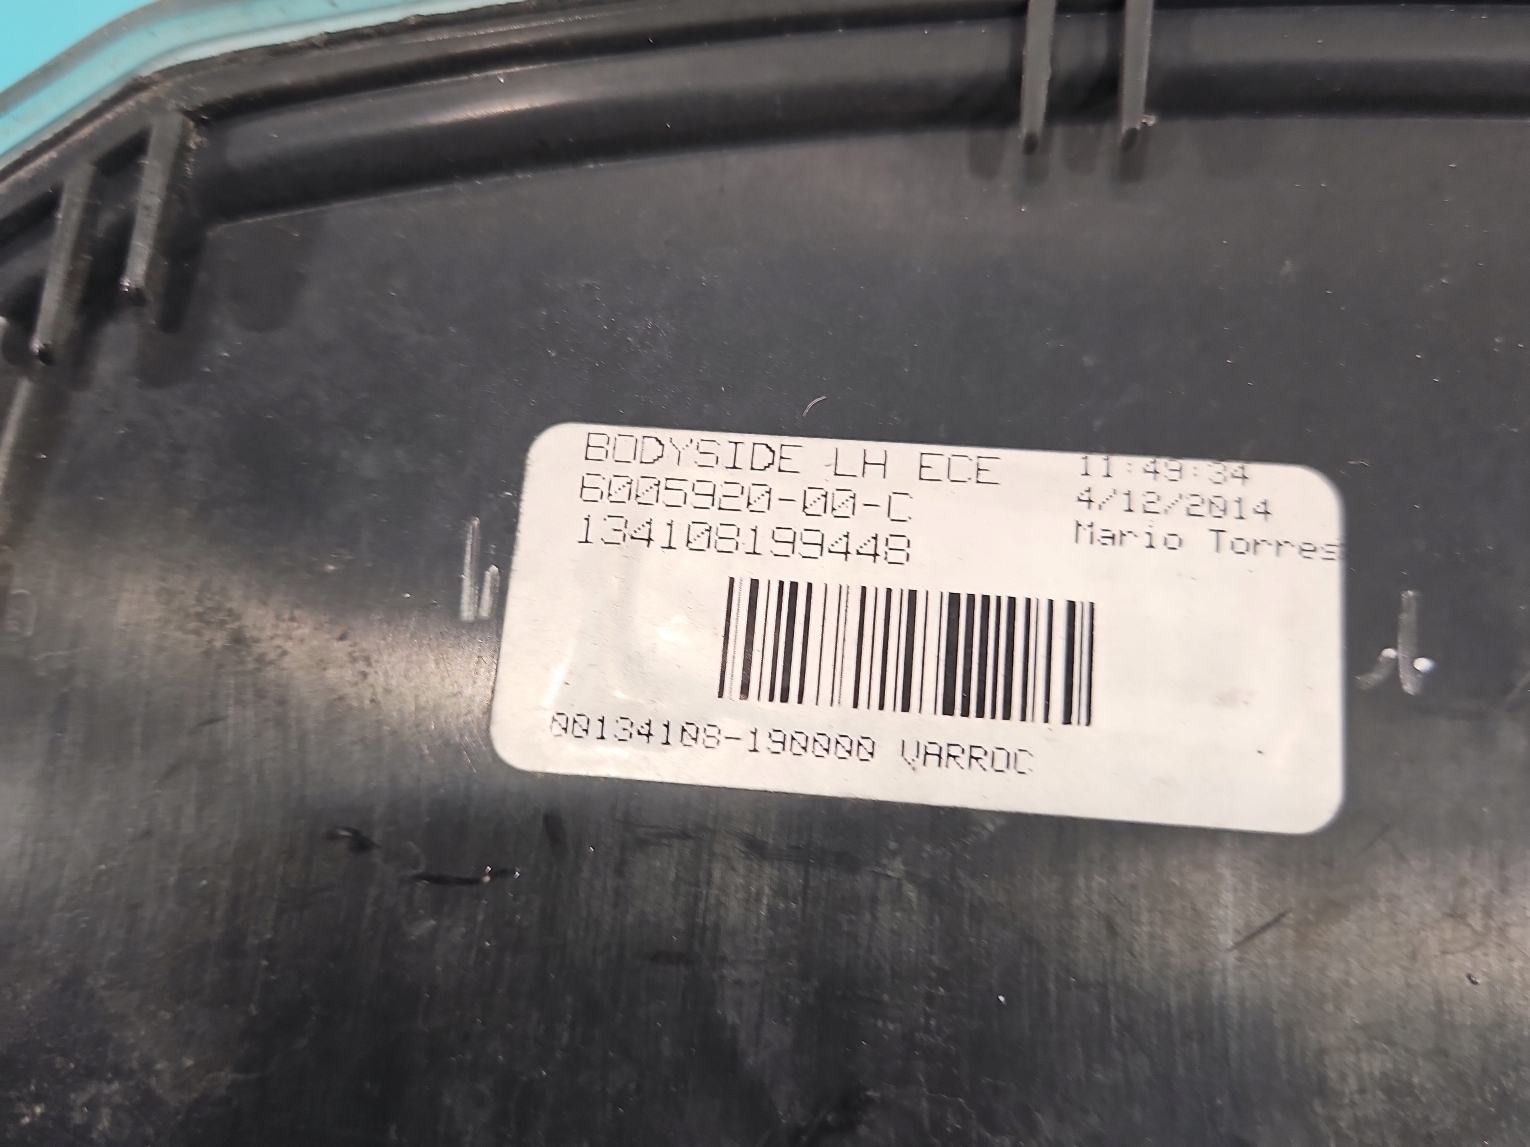 BODYSIDE LH ECE
6005920-00-C
134108199448
11:49:34
4/12/2014
Mario Torres
00134108-190000 VARROC